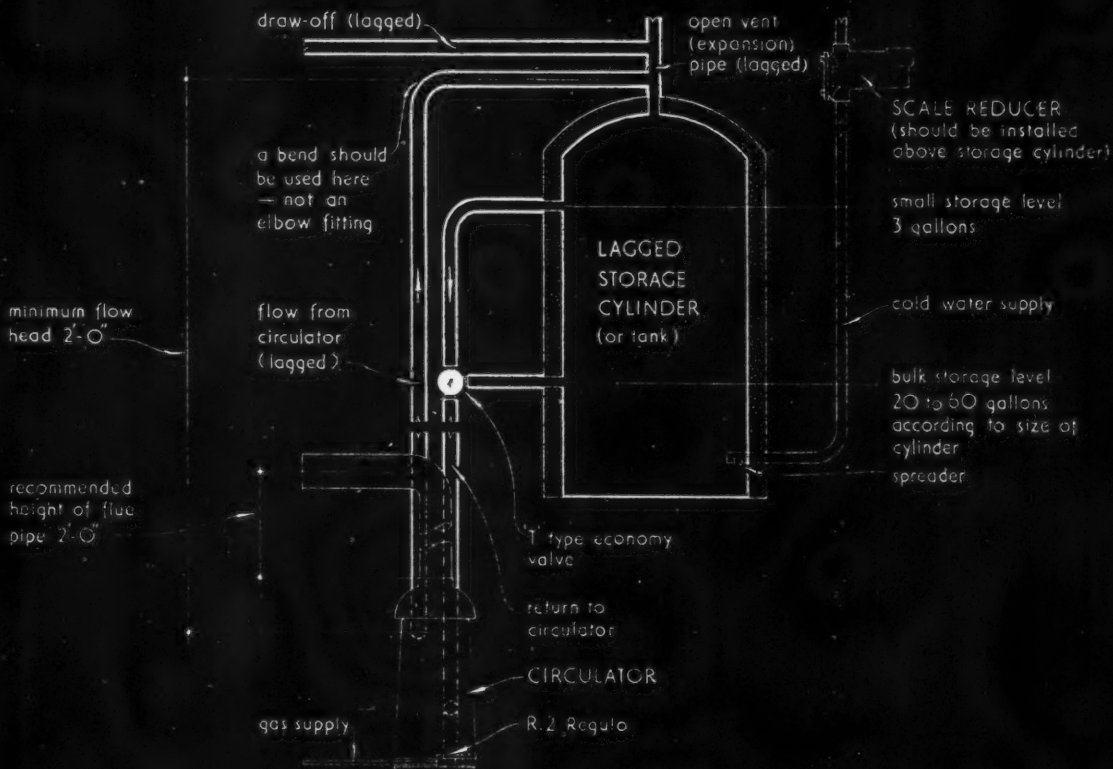 draw-off (lagged)
open vent
(expansion)
pipe (lagged)
SCALE REDUCER
(should be installed
above storage cylinder)
a bend should
be used here
— not an
elbow fitting
small storage level
3 gallons
LAGGED
STORAGE
CYLINDER
(or tank)
minimum flow
head 2'-0"
flow from
circulator
(lagged)
cold water supply
bulk storage level
20 to 60 gallons
according to size of
cylinder
spreader
recommended
height of flue
pipe 2'-0"
'T' type economy
valve
return to
circulator
CIRCULATOR
gas supply
R.2 Regulo